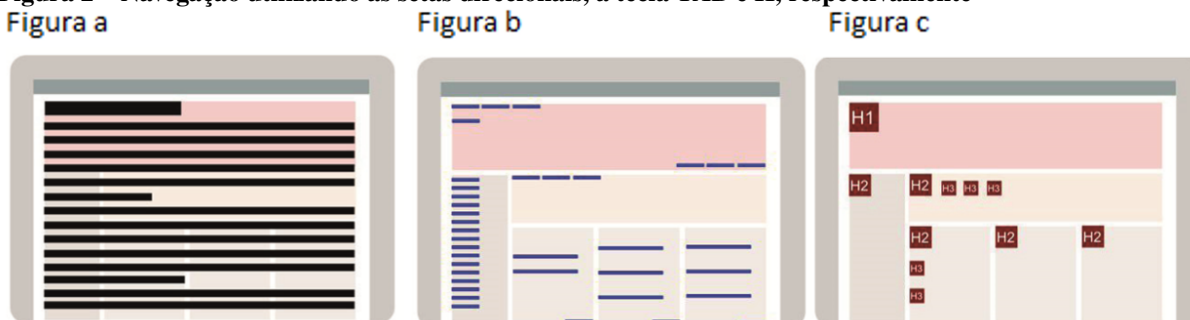 Figura – Navegação utilizando as setas direcionais, a tecla TAB e H, respectivamente
Figura a Figura b Figura c
H1
H2 H2 H3 H3 H3
H2 H2 H2
H3
H3